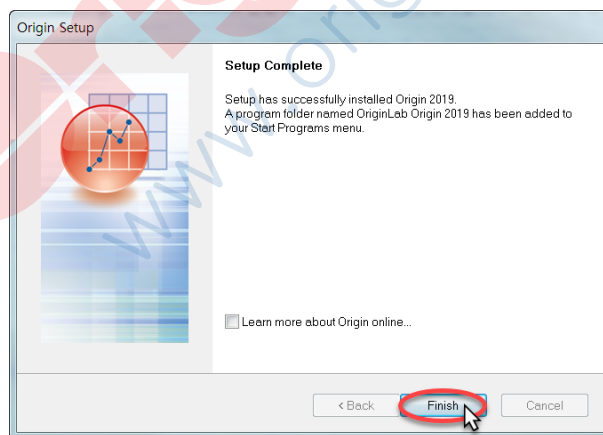 Origin Setup
Setup Complete
Setup has successfully installed Origin 2019.
A program folder named OriginLab Origin 2019 has been added to
your Start Programs menu.
Learn more about Origin online...
< Back
Finish
Cancel